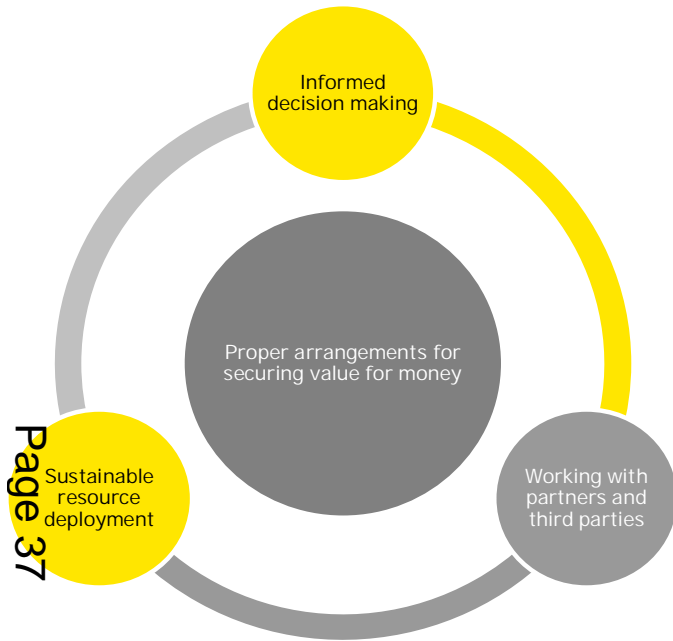 Informed
decision making
Proper arrangements for
securing value for money
Page 37
Sustainable
resource
deployment
Working with
partners and
third parties